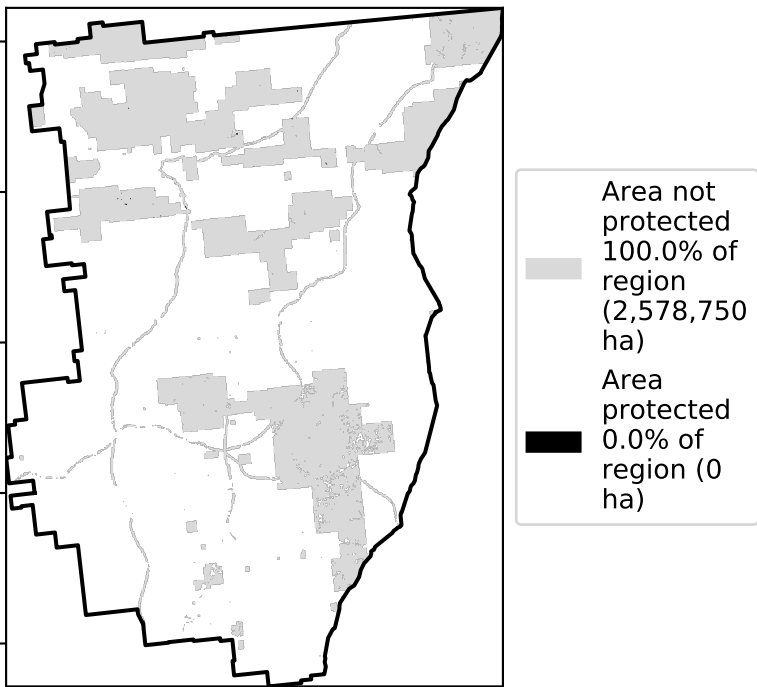 Area not
protected
100.0% of
region
(2,578,750
ha)
Area
protected
0.0% of
region (0
ha)